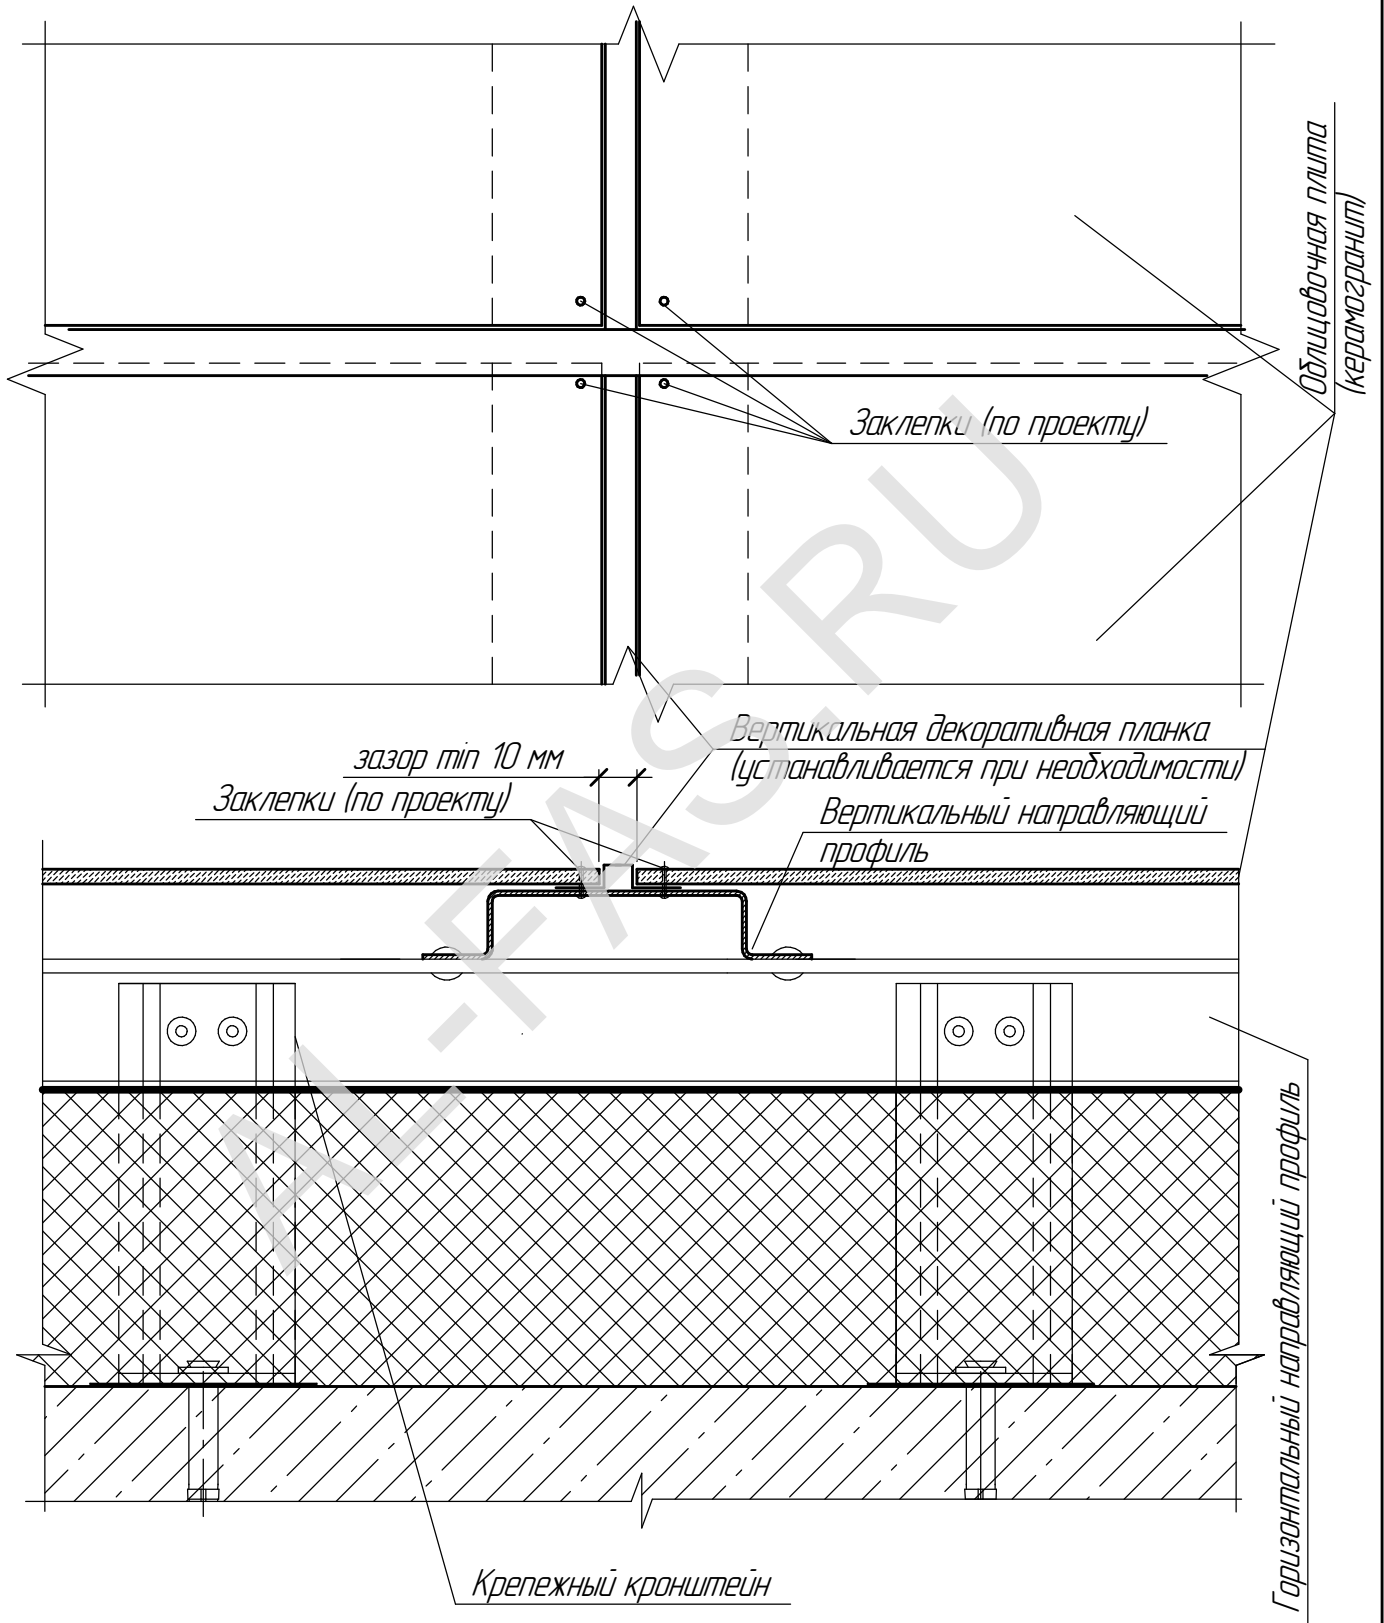 Облицовочная плита
(керамогранит)
Заклепки (по проекту)
Вертикальная декоративная планка
(устанавливается при необходимости)
зазор min 10 мм
Заклепки (по проекту)
Вертикальный направляющий
профиль
Горизонтальный направляющий профиль
Крепежный кронштейн
AL-FAS.RU